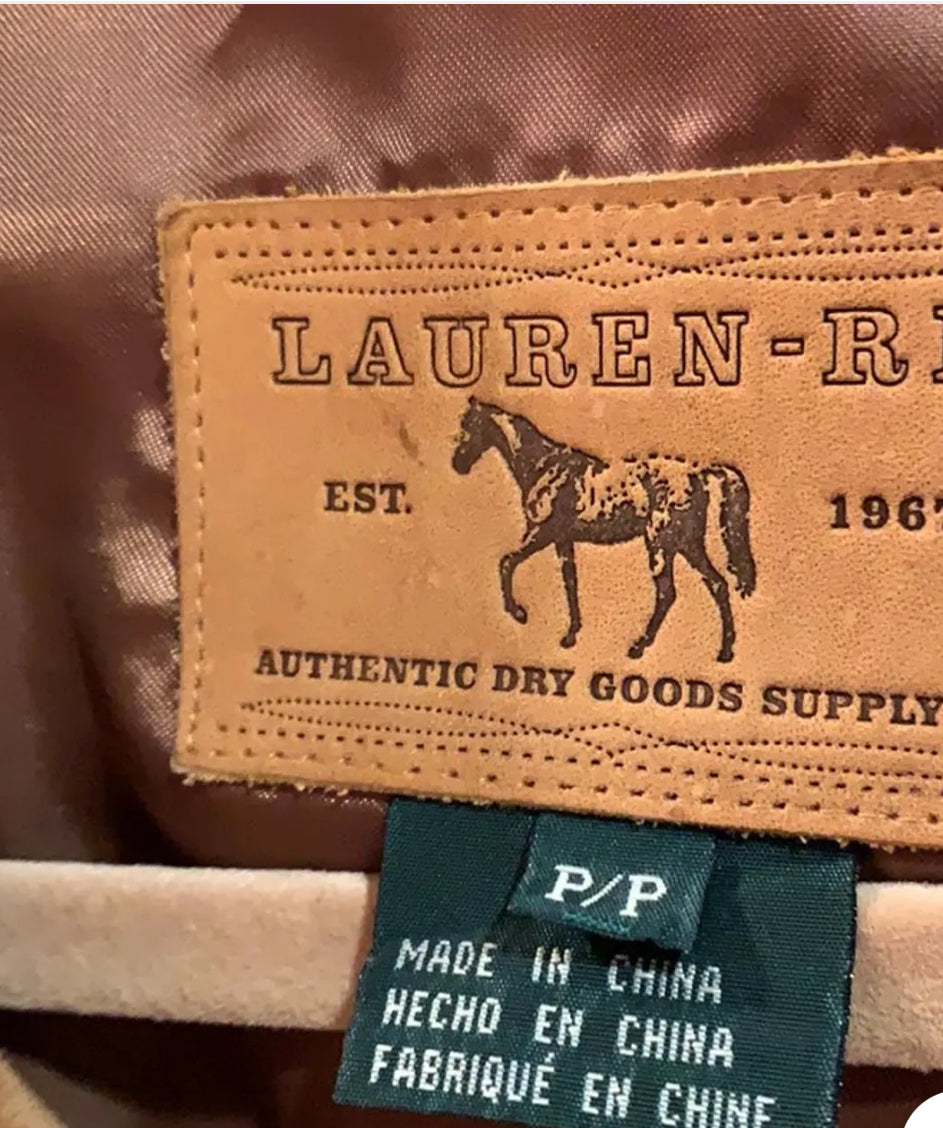 LAUREN-R
EST. 196
AUTHENTIC DRY GOODS SUPPLY
P/P
MADE IN CHINA
HECHO EN CHINA
FABRIQUÉ EN CHINE